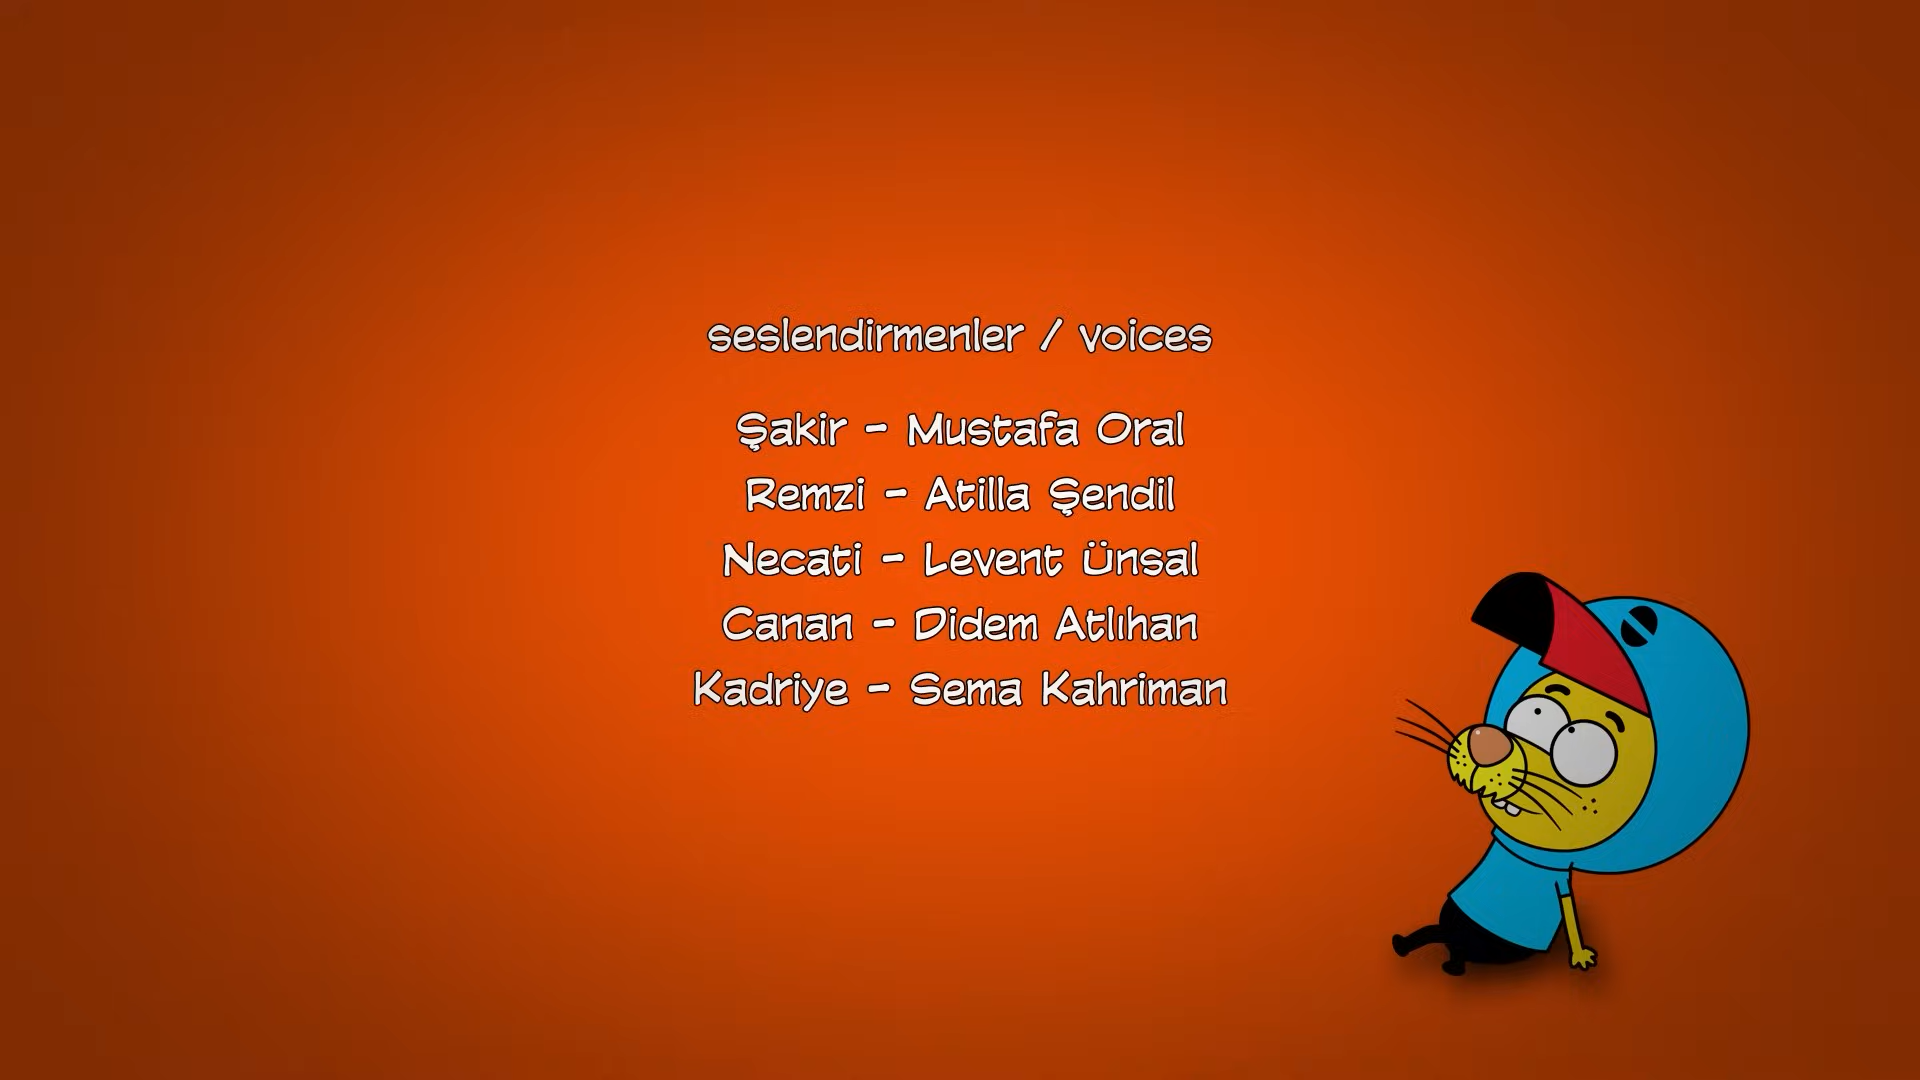 seslendirmenler / voices
Şakir - Mustafa Oral
Remzi - Atilla Şendil
Necati - Levent Ünsal
Canan - Didem Atlıhan
Kadriye - Sema Kahriman